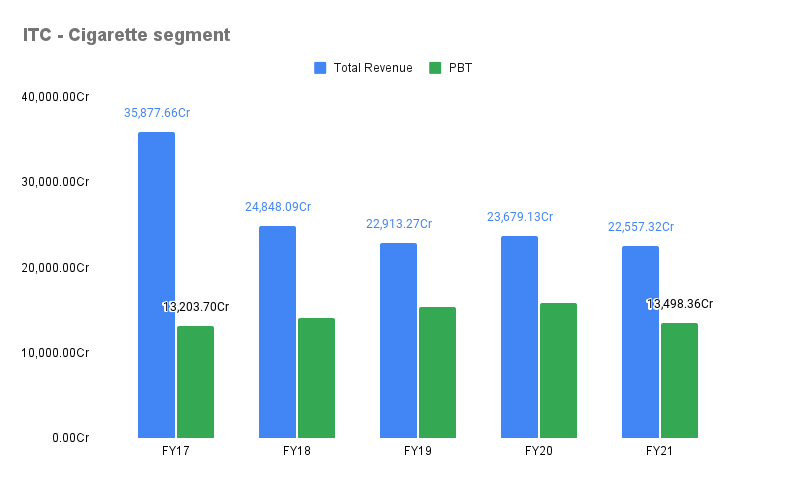 ITC - Cigarette segment
Total Revenue PBT
40,000.00Cr
30,000.00Cr
20,000.00Cr
10,000.00Cr
0.00Cr
35,877.66Cr
24,848.09Cr
22,913.27Cr
23,679.13Cr
22,557.32Cr
13,203.70Cr
13,498.36Cr
FY17 FY18 FY19 FY20 FY21